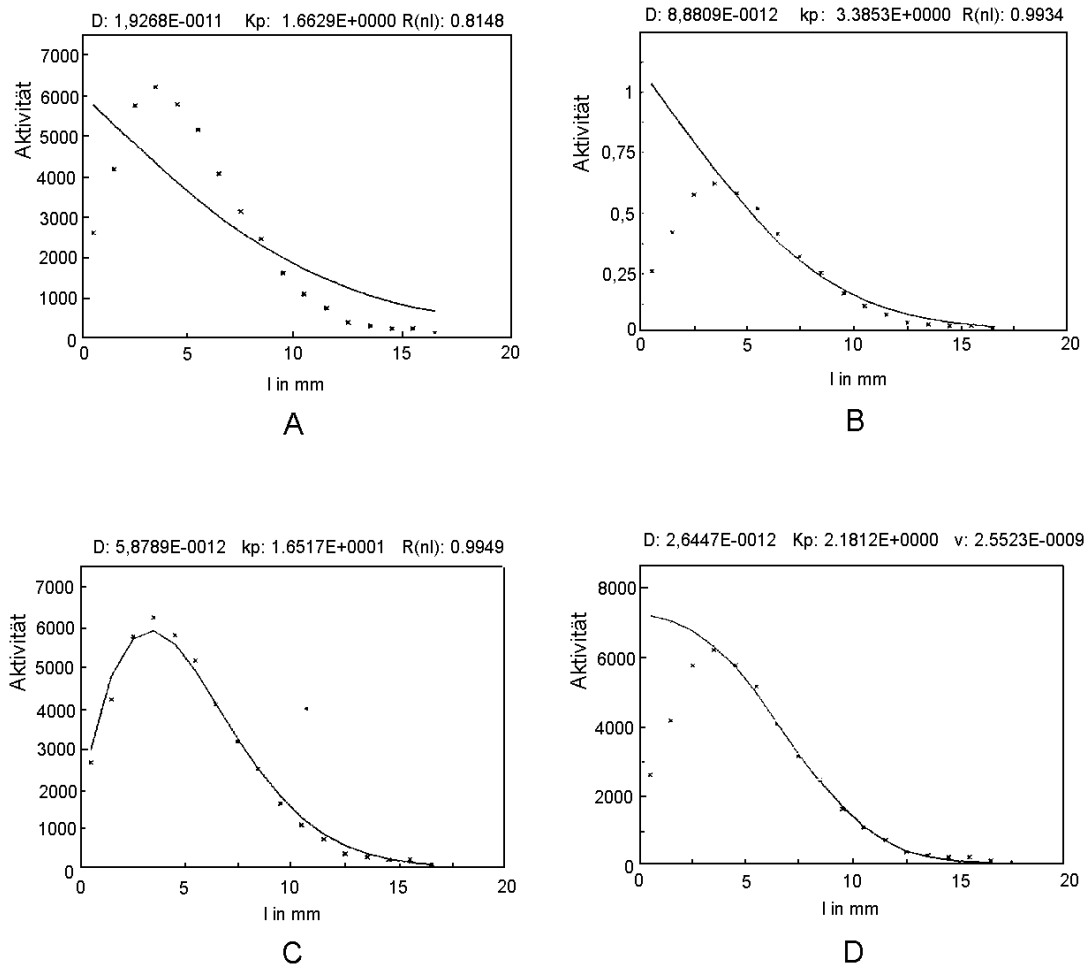 D: 1,9268E-0011 Kp: 1.6629E+0000 R(nl): 0.8148
7000
6000
5000
4000
3000
2000
1000
0
Aktivität
0 5 10 15 20
l in mm
A
D: 8,8809E-0012 kp: 3.3853E+0000 R(nl): 0.9934
1
0,75
0,5
0,25
0
Aktivität
0 5 10 15 20
l in mm
B
D: 5,8789E-0012 kp: 1.6517E+0001 R(nl): 0.9949
7000
6000
5000
4000
3000
2000
1000
0
Aktivität
0 5 10 15 20
l in mm
C
D: 2,6447E-0012 Kp: 2.1812E+0000 v: 2.5523E-0009
8000
6000
4000
2000
0
Aktivität
0 5 10 15 20
l in mm
D